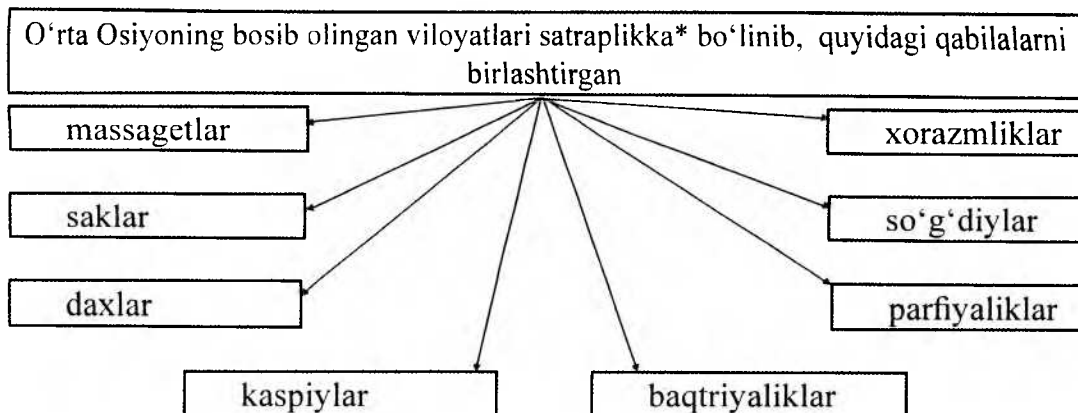 O‘rta Osiyoning bosib olingan viloyatlari satraplikka* bo‘linib, quyidagi qabilalarni
birlashtirgan
massagetlar
xorazmliklar
saklar
so‘g‘diylar
daxlar
parfiyaliklar
kaspiylar
baqtriyaliklar